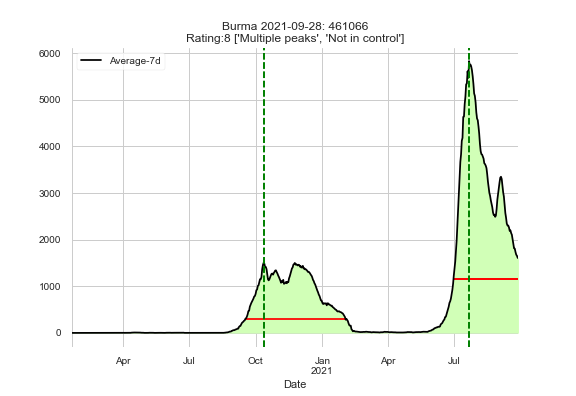 Burma 2021-09-28: 461066
Rating:8 ['Multiple peaks', 'Not in control']
Average-7d
6000
5000
4000
3000
2000
1000
0
Apr
Jul
Oct
Jan
2021
Apr
Jul
Date